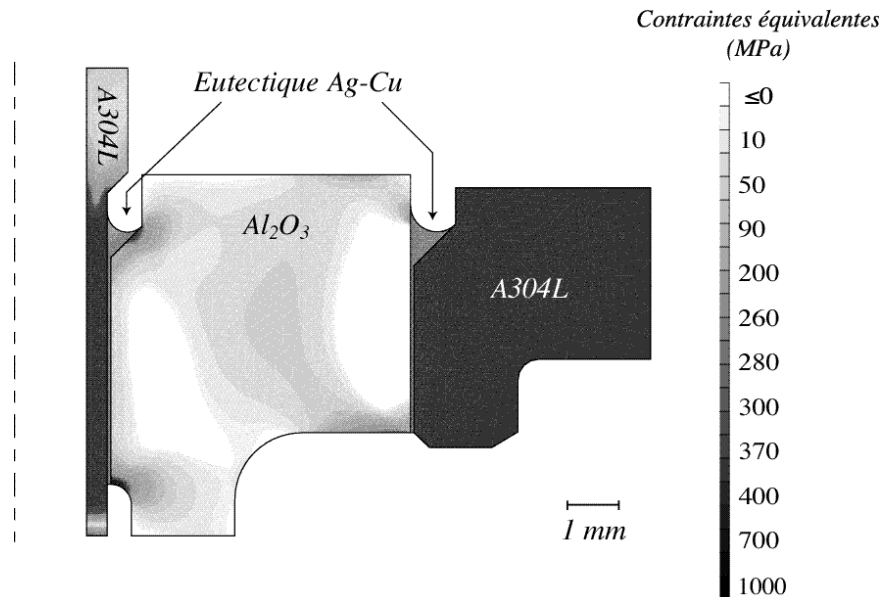 Contraintes équivalentes
(MPa)
Eutectique Ag-Cu
A304L
Al₂O₃
A304L
1 mm
≤0
10
50
90
200
260
280
300
370
400
700
1000